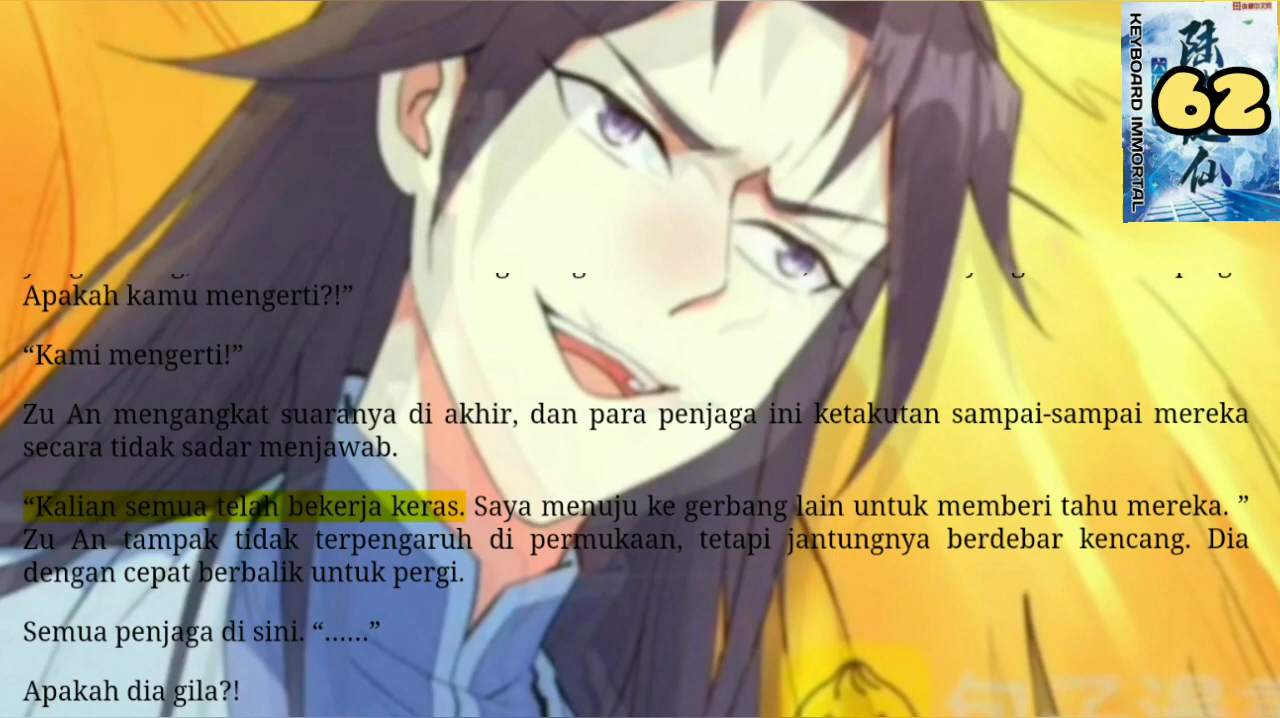 KEYBOARD IMMORTAL
62
仙
Apakah kamu mengerti?!”
“Kami mengerti!”
Zu An mengangkat suaranya di akhir, dan para penjaga ini ketakutan sampai-sampai mereka
secara tidak sadar menjawab.
“Kalian semua telah bekerja keras. Saya menuju ke gerbang lain untuk memberi tahu mereka. ”
Zu An tampak tidak terpengaruh di permukaan, tetapi jantungnya berdebar kencang. Dia
dengan cepat berbalik untuk pergi.
Semua penjaga di sini. “......”
Apakah dia gila?!